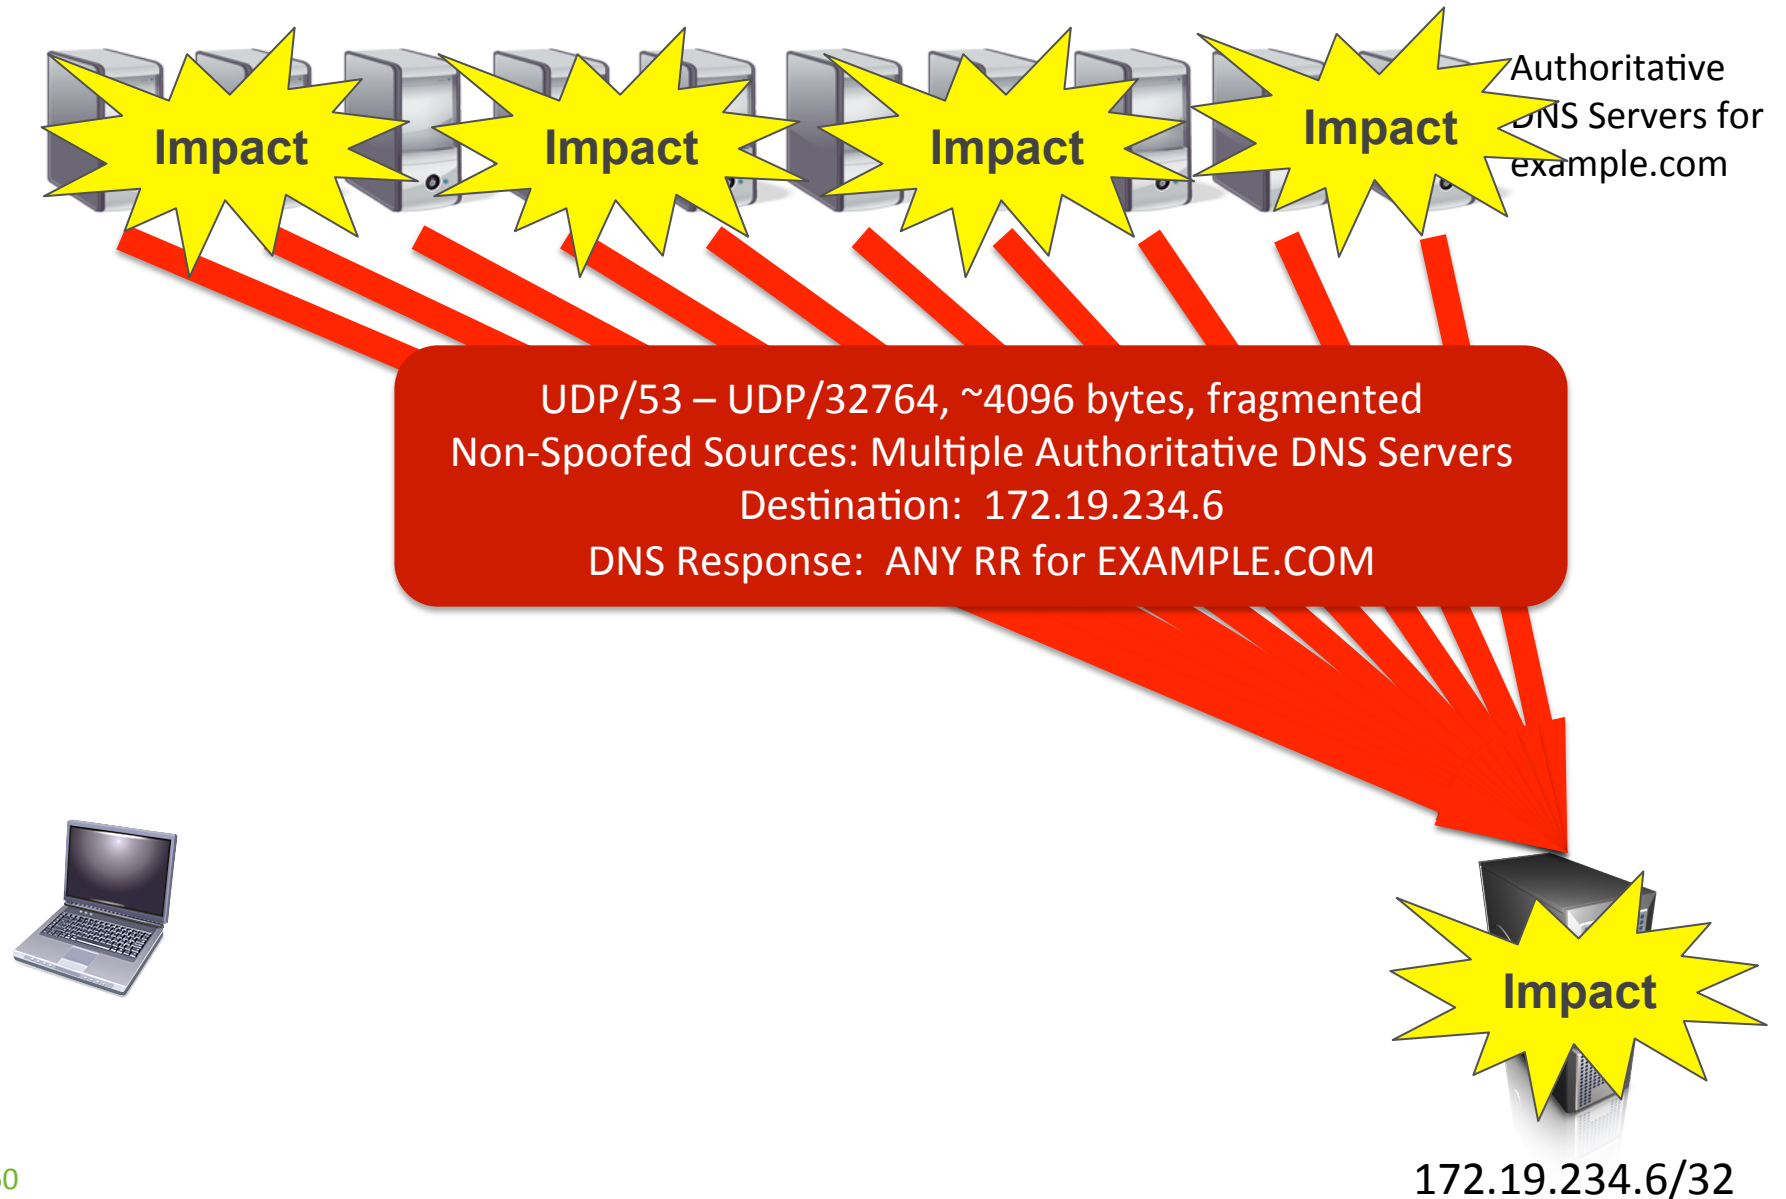 Impact
Impact
Impact
Impact
Authoritative
DNS Servers for
example.com
UDP/53 – UDP/32764, ~4096 bytes, fragmented
Non-Spoofed Sources: Multiple Authoritative DNS Servers
Destination: 172.19.234.6
DNS Response: ANY RR for EXAMPLE.COM
Impact
172.19.234.6/32